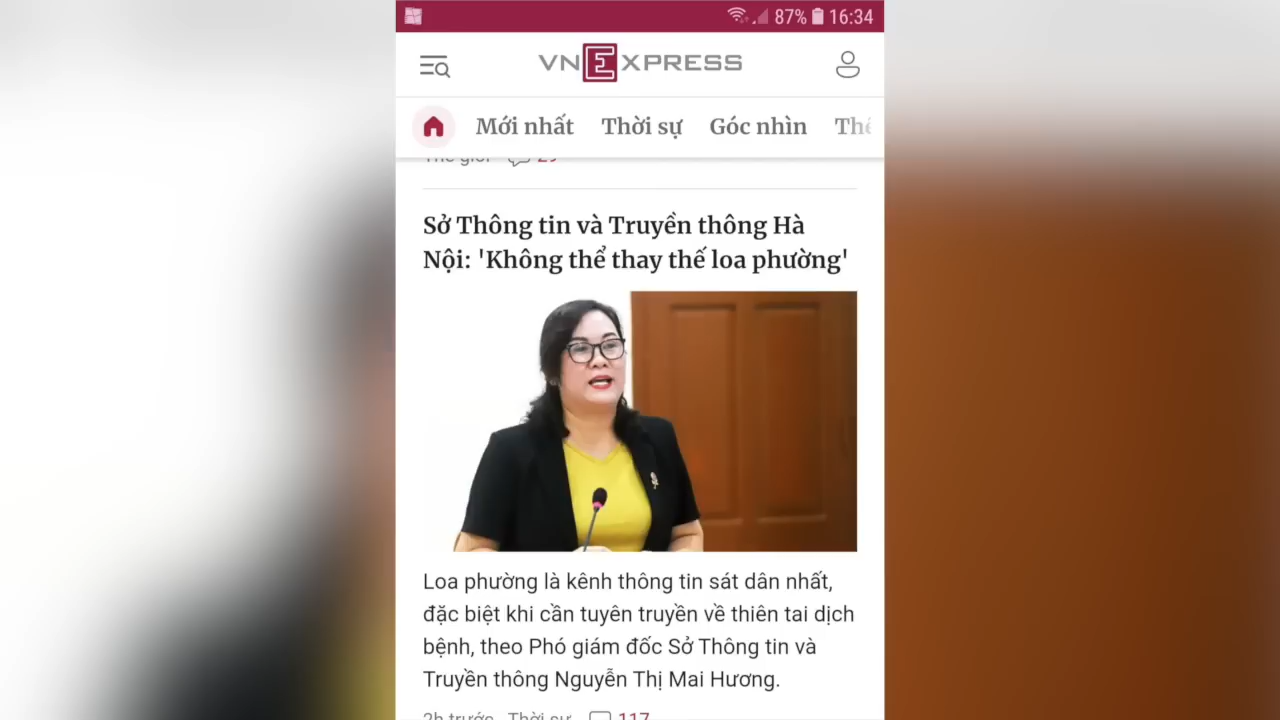 87% 16:34
VNEXPRESS
Mới nhất Thời sự Góc nhìn
29
Sở Thông tin và Truyền thông Hà
Nội: 'Không thể thay thế loa phường'
Loa phường là kênh thông tin sát dân nhất,
đặc biệt khi cần tuyên truyền về thiên tai dịch
bệnh, theo Phó giám đốc Sở Thông tin và
Truyền thông Nguyễn Thị Mai Hương.
2h trước Thời sự 117